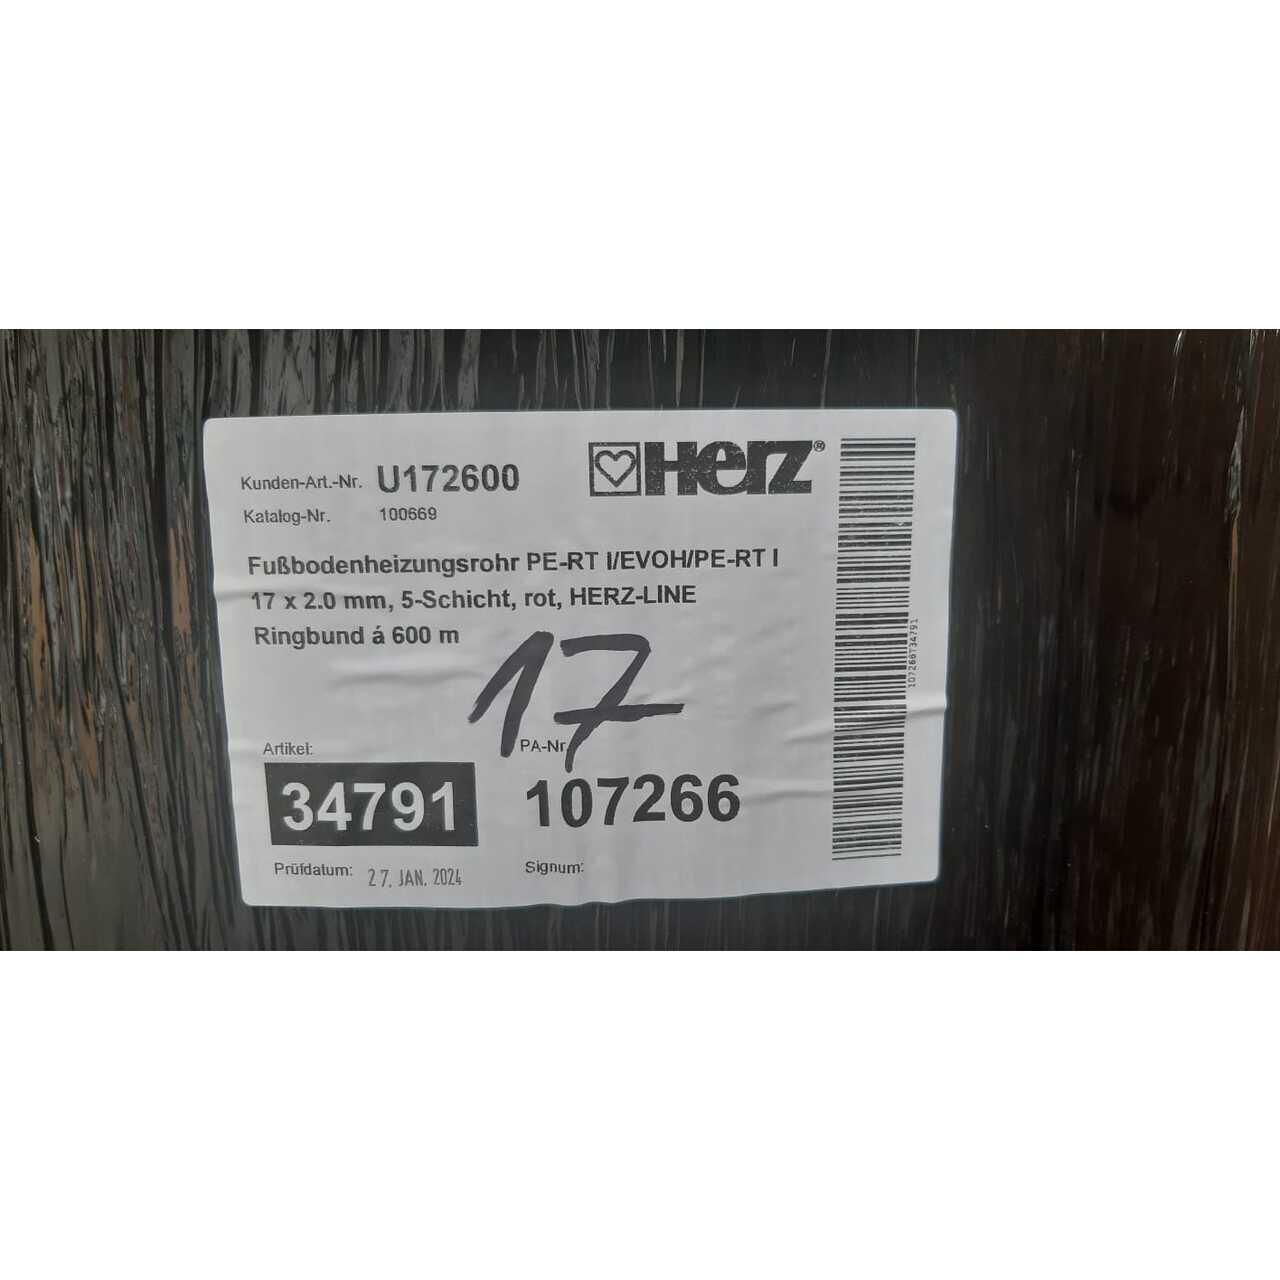 Kunden-Art.-Nr. U172600
HERZ®
Katalog-Nr. 100669
Fußbodenheizungsrohr PE-RT I/EVOH/PE-RT I
17 x 2.0 mm, 5-Schicht, rot, HERZ-LINE
Ringbund á 600 m
17
Artikel:
PA-Nr.
34791
107266
Prüfdatum: 27. JAN. 2024
Signum:
107266734791